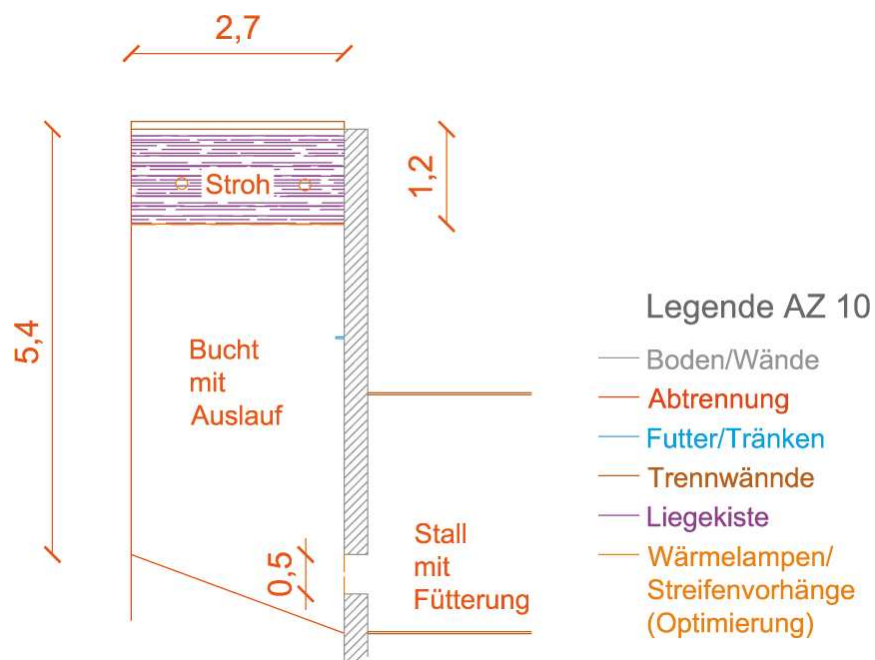 2,7
Stroh
1,2
5,4
Bucht
mit
Auslauf
0,5
Stall
mit
Fütterung
Legende AZ 10
Boden/Wände
Abtrennung
Futter/Tränken
Trennwännde
Liegekiste
Wärmelampen/
Streifenvorhänge
(Optimierung)